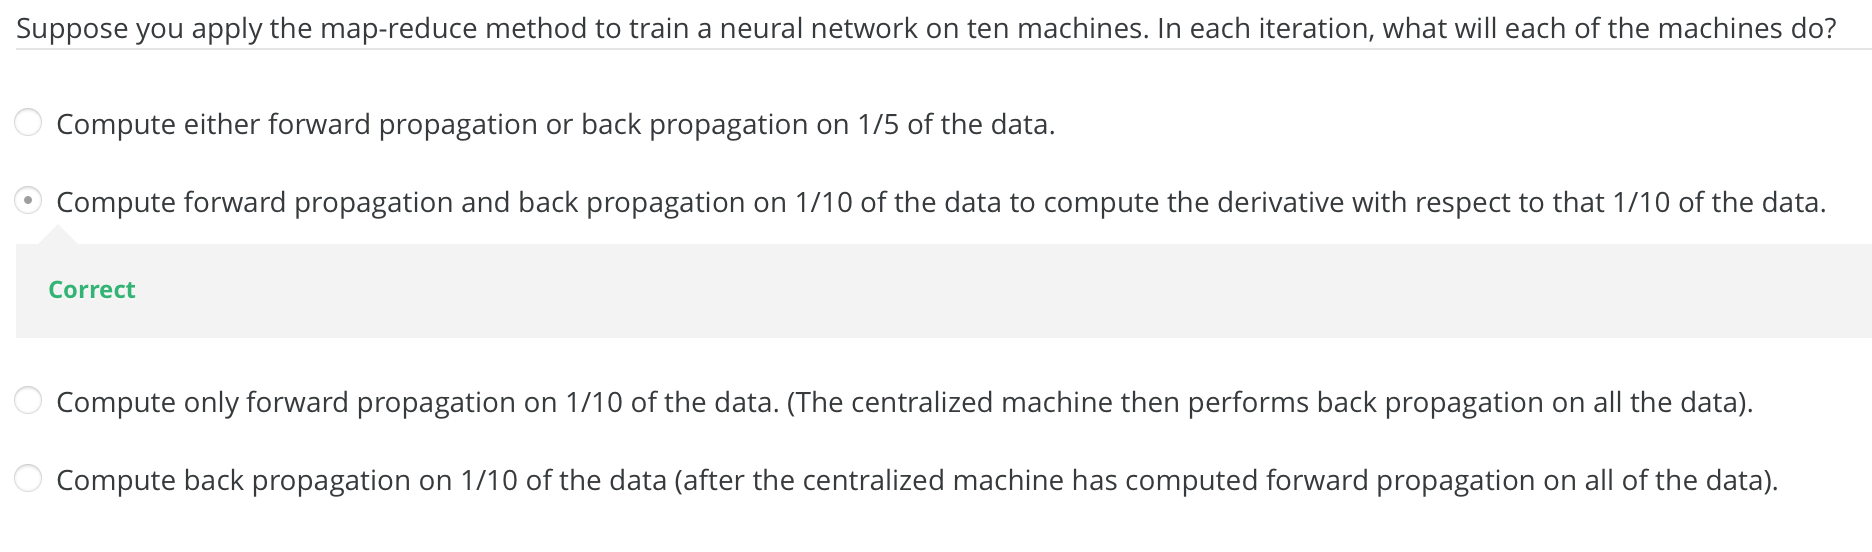 Suppose you apply the map-reduce method to train a neural network on ten machines. In each iteration, what will each of the machines do?
Compute either forward propagation or back propagation on 1/5 of the data.
Compute forward propagation and back propagation on 1/10 of the data to compute the derivative with respect to that 1/10 of the data.
Correct
Compute only forward propagation on 1/10 of the data. (The centralized machine then performs back propagation on all the data).
Compute back propagation on 1/10 of the data (after the centralized machine has computed forward propagation on all of the data).